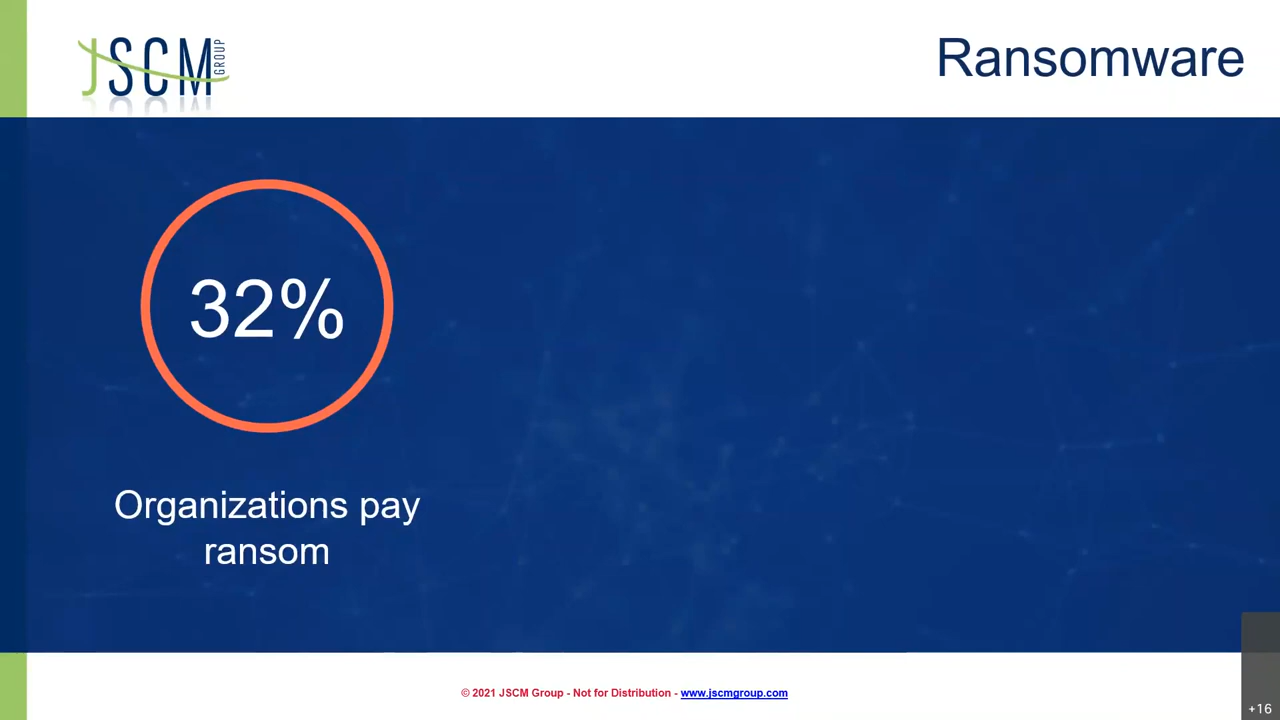 JSCM GROUP
Ransomware
32%
Organizations pay
ransom
© 2021 JSCM Group - Not for Distribution - www.jscmgroup.com
+16